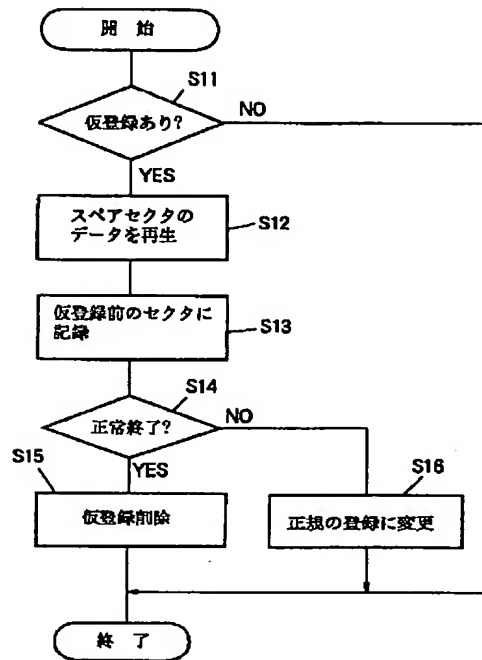 開 始
S11
仮登録あり?
NO
YES
スペアセクタの
データを再生
S12
仮登録前のセクタに
記録
S13
S14
正常終了?
NO
S15
YES
S16
仮登録削除
正規の登録に変更
終 了